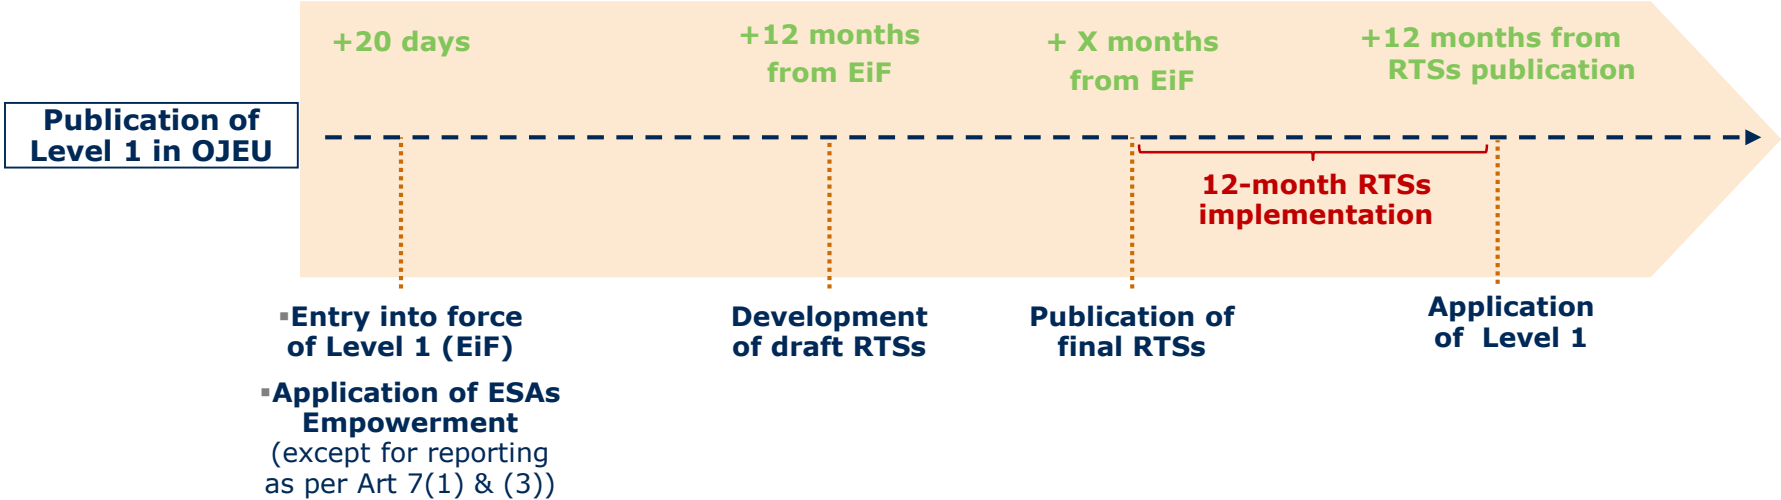 +20 days
+12 months
from EiF
+ X months
from EiF
+12 months from
RTSs publication
Publication of
Level 1 in OJEU
12-month RTSs
implementation
▪Entry into force
of Level 1 (EiF)
▪Application of ESAs
Empowerment
(except for reporting
as per Art 7(1) & (3))
Development
of draft RTSs
Publication of
final RTSs
Application
of Level 1